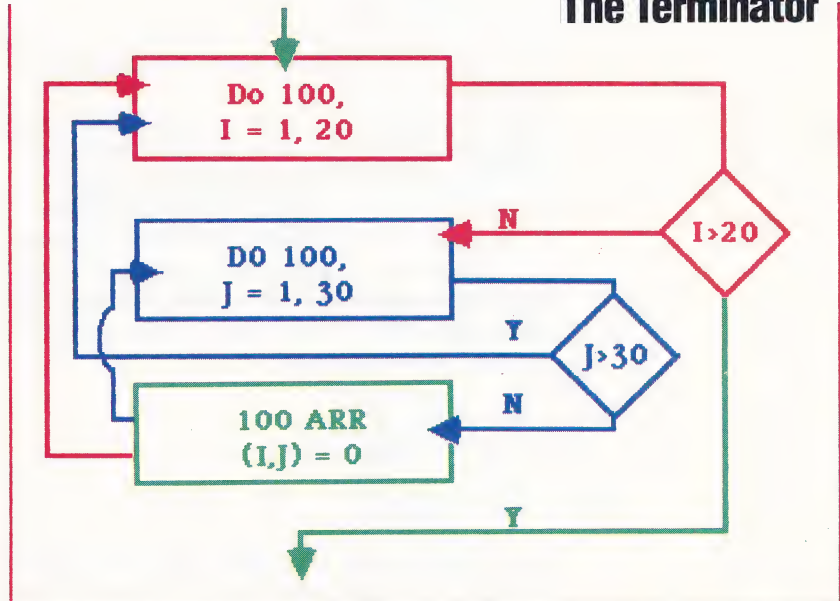 The Terminator
Do 100,
I = 1, 20
N
I>20
DO 100,
J = 1, 30
Y
J>30
N
100 ARR
(I,J) = 0
Y